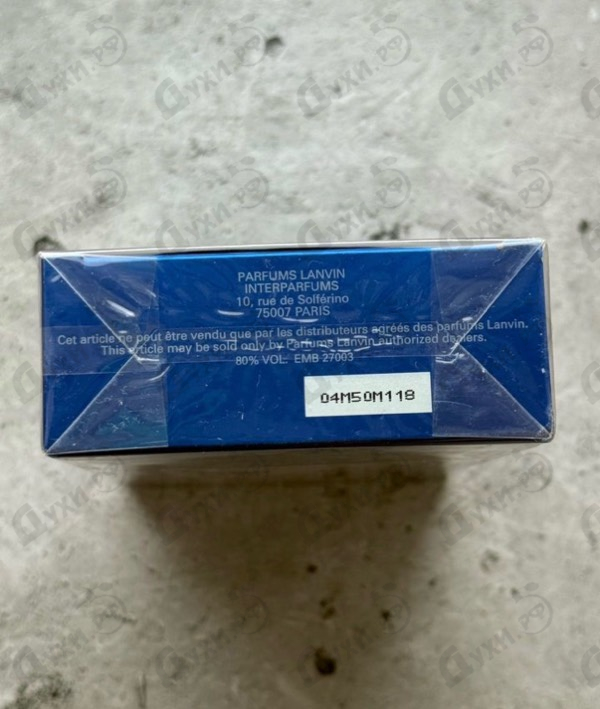 PARFUMS LANVIN
INTERPARFUMS
10, rue de Solférino
75007 PARIS
Cet article ne peut être vendu que par les distributeurs agréés des parfums Lanvin.
This article may be sold only by Parfums Lanvin authorized dealers.
80% VOL. EMB 27003
04M50M118
Духи.рф